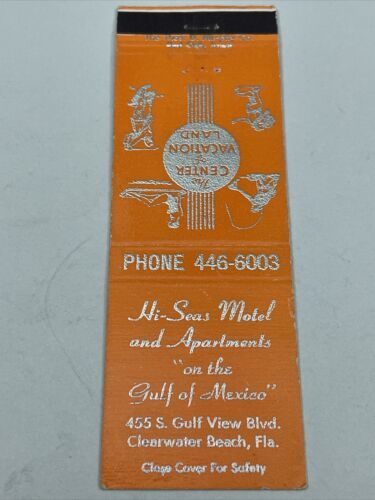 The
CENTER
of
VACATION
LAND
PHONE 446-6003
Hi-Seas Motel
and Apartments
"on the
Gulf of Mexico"
455 S. Gulf View Blvd.
Clearwater Beach, Fla.
Close Cover For Safety